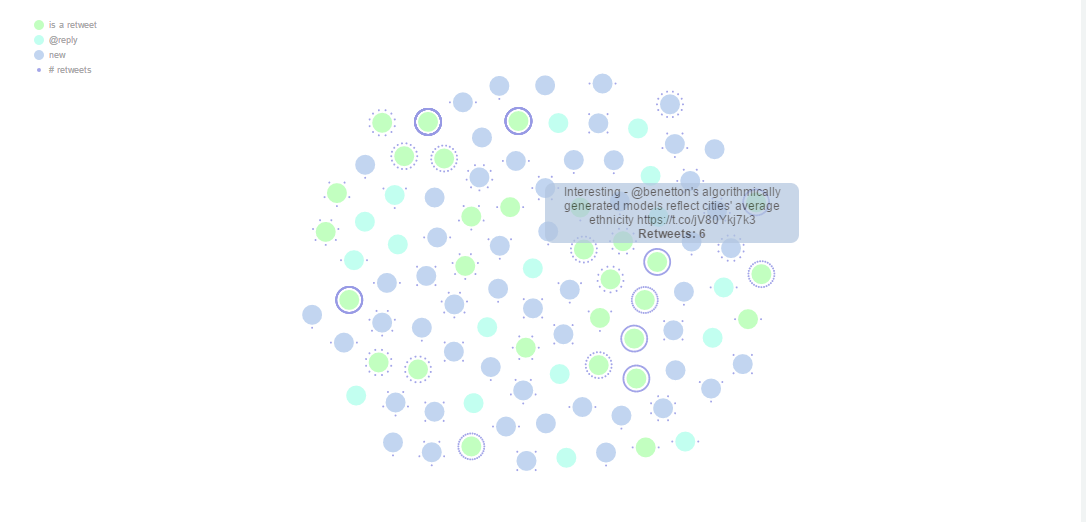 is a retweet
@reply
new
# retweets
Interesting - @benetton's algorithmically
generated models reflect cities' average
ethnicity https://t.co/jV80Ykj7k3
Retweets: 6